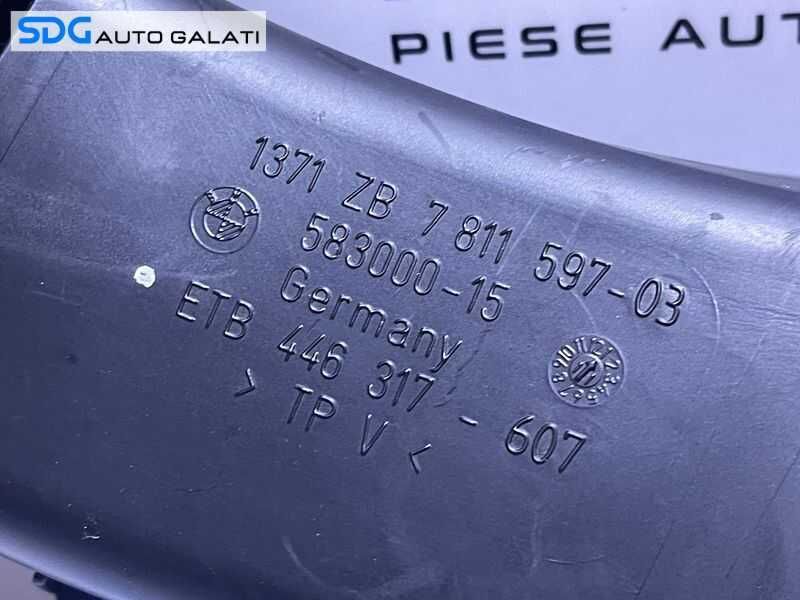 SDG AUTO GALATI
PIESE AUT
1371 ZB 7 811 597-03
583000-15
Germany
ETB 446 317 - 607
> TP V <